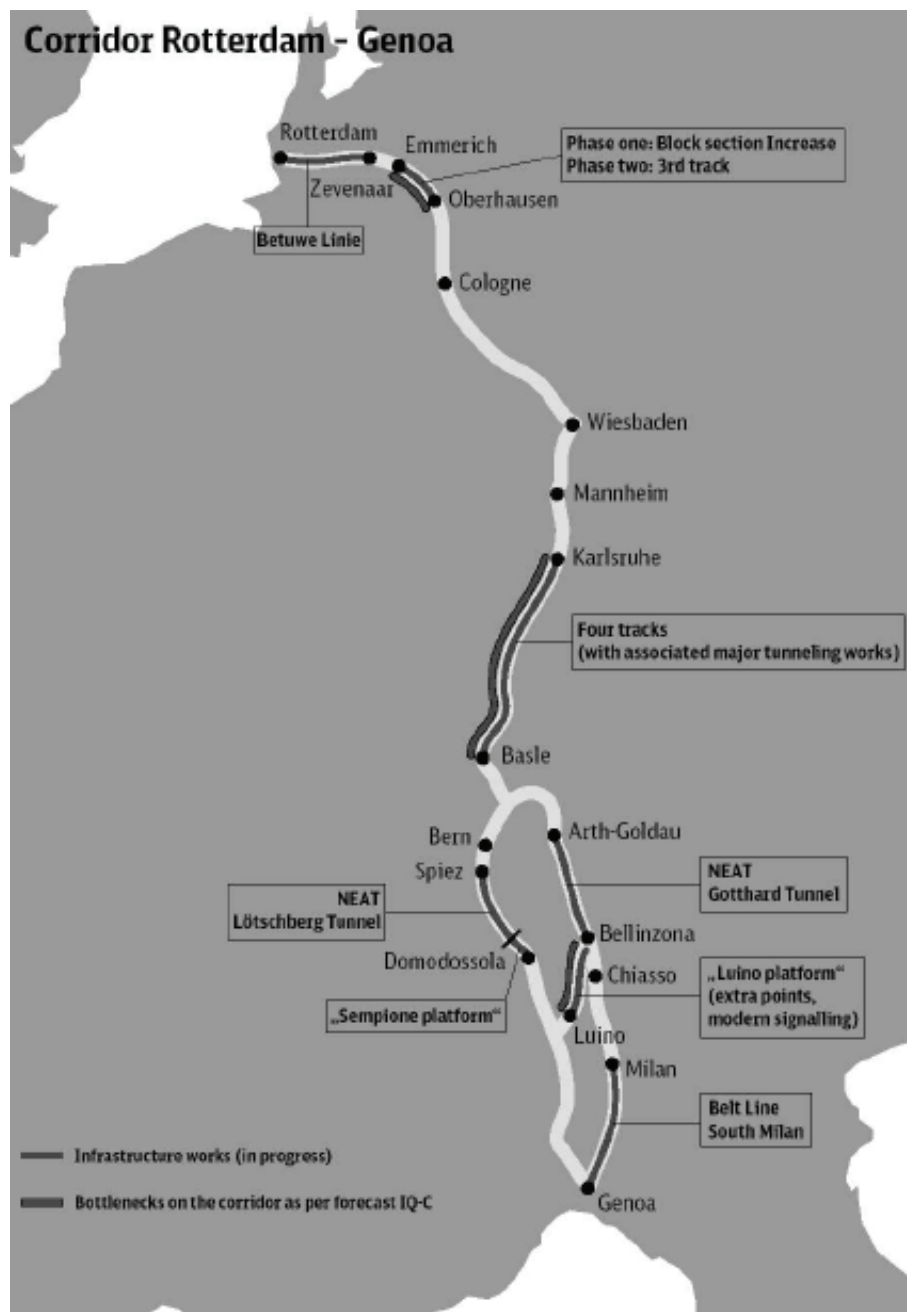 Corridor Rotterdam – Genoa
Rotterdam
Emmerich
Phase one: Block section Increase
Phase two: 3rd track
Zevenaar
Oberhausen
Betuwe Linie
Cologne
Wiesbaden
Mannheim
Karlsruhe
Four tracks
(with associated major tunneling works)
Basle
Bern
Arth-Goldau
Spiez
NEAT
Gotthard Tunnel
NEAT
Lötschberg Tunnel
Bellinzona
Domodossola
Chiasso
„Luino platform“
(extra points,
modern signalling)
„Sempione platform“
Luino
Milan
Belt Line
South Milan
Infrastructure works (in progress)
Bottlenecks on the corridor as per forecast IQ-C
Genoa